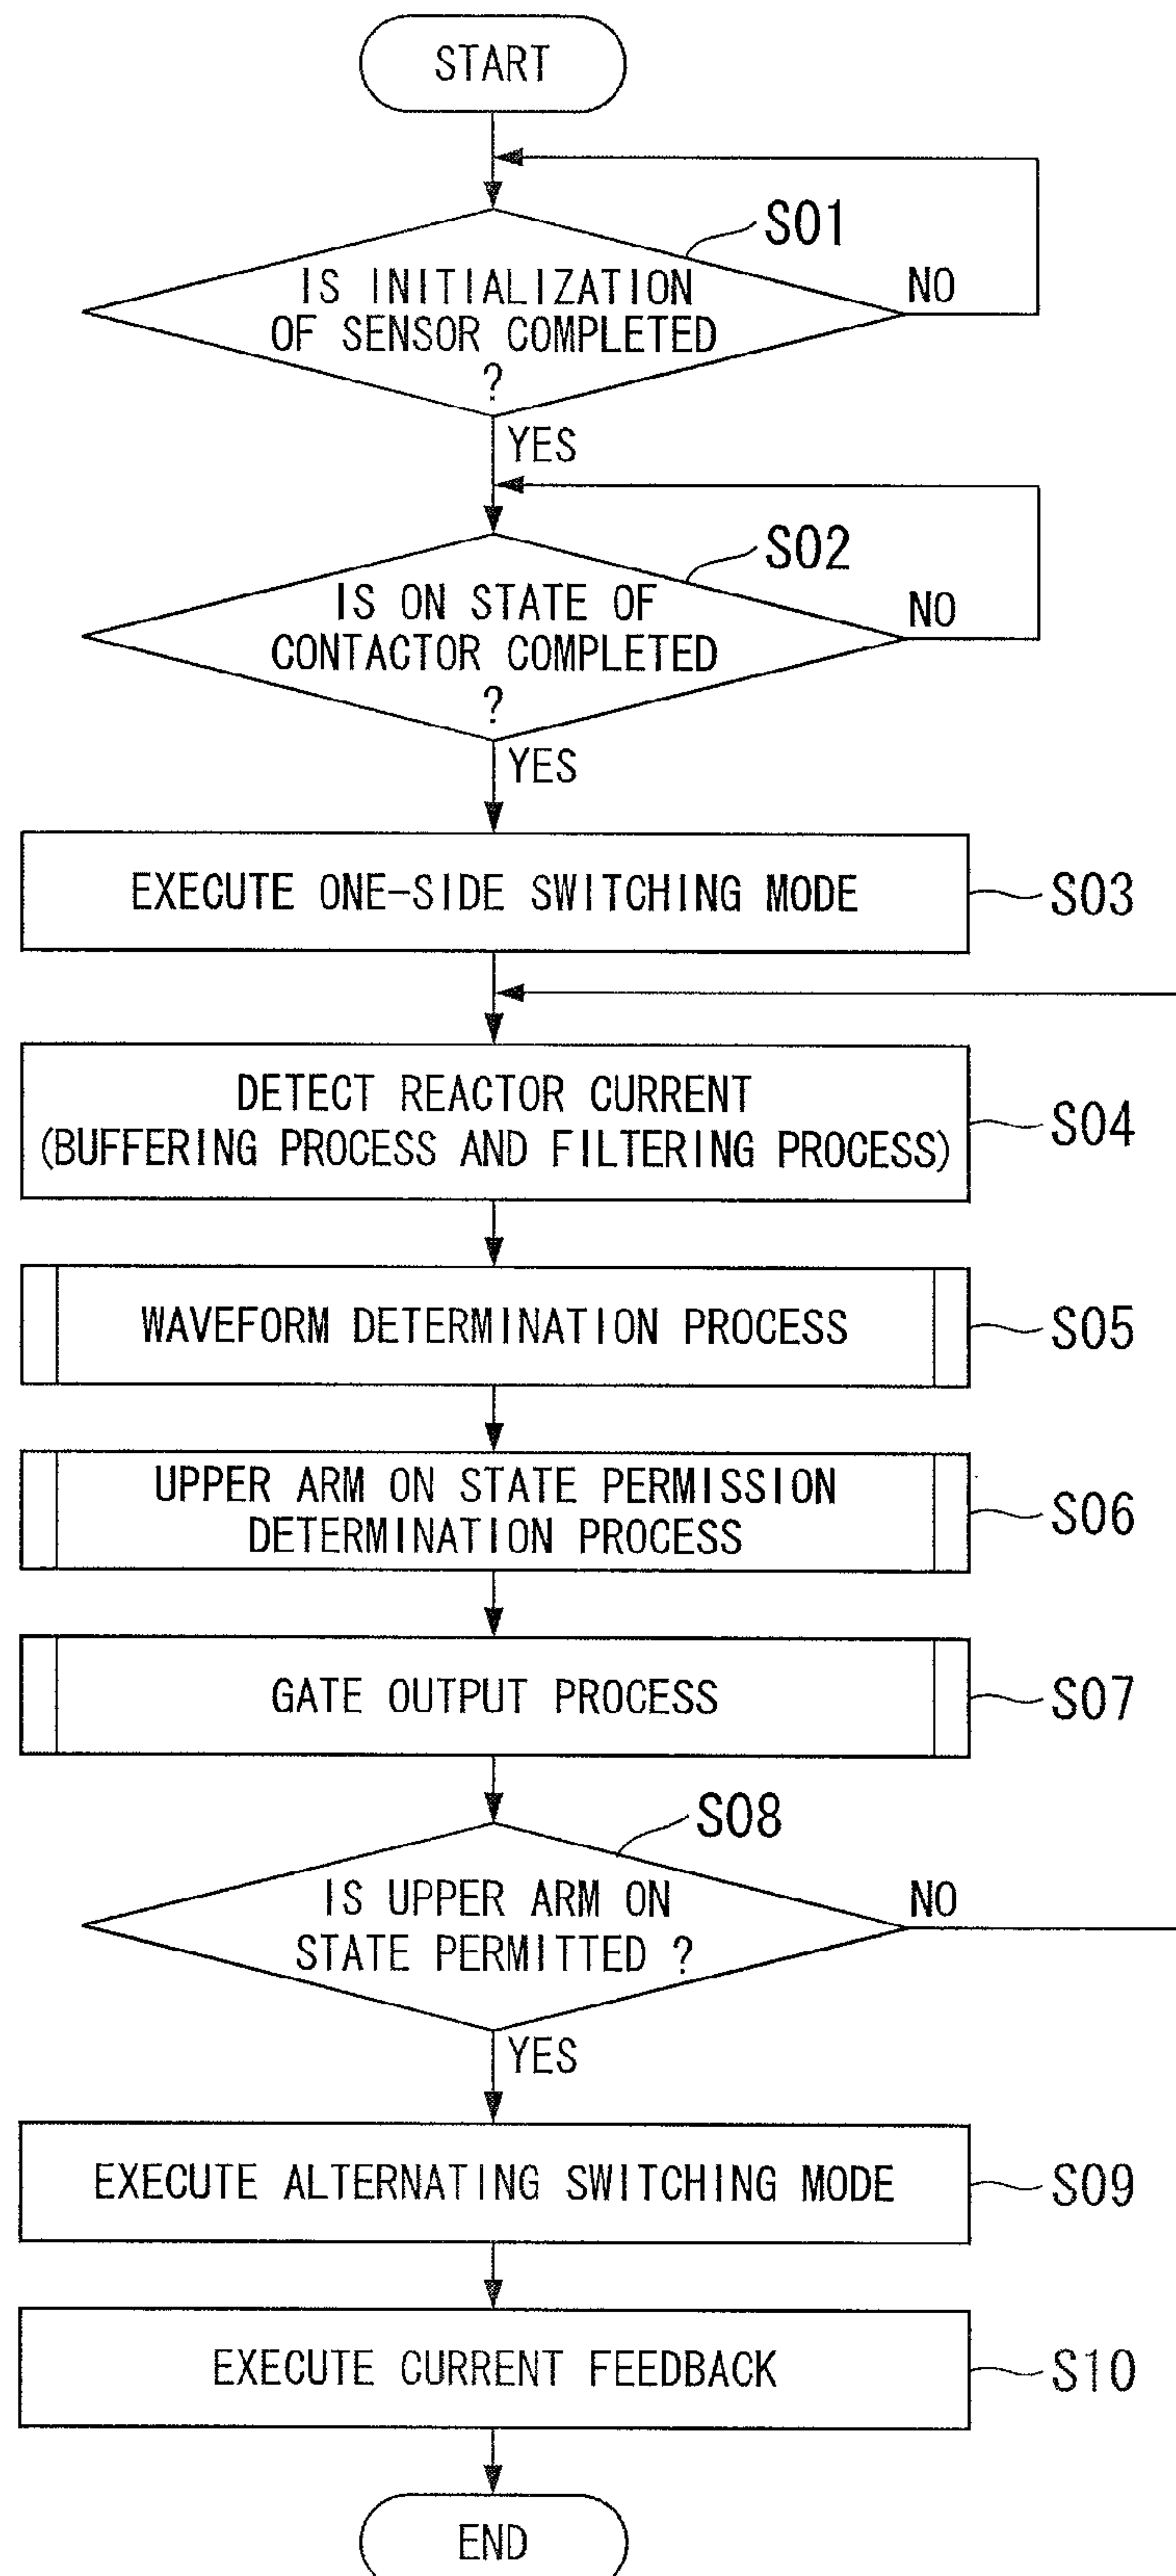 START
S01
IS INITIALIZATION
OF SENSOR COMPLETED
?
NO
YES
S02
IS ON STATE OF
CONTACTOR COMPLETED
?
NO
YES
EXECUTE ONE-SIDE SWITCHING MODE
S03
DETECT REACTOR CURRENT
(BUFFERING PROCESS AND FILTERING PROCESS)
S04
WAVEFORM DETERMINATION PROCESS
S05
UPPER ARM ON STATE PERMISSION
DETERMINATION PROCESS
S06
GATE OUTPUT PROCESS
S07
S08
IS UPPER ARM ON
STATE PERMITTED ?
NO
YES
EXECUTE ALTERNATING SWITCHING MODE
S09
EXECUTE CURRENT FEEDBACK
S10
END